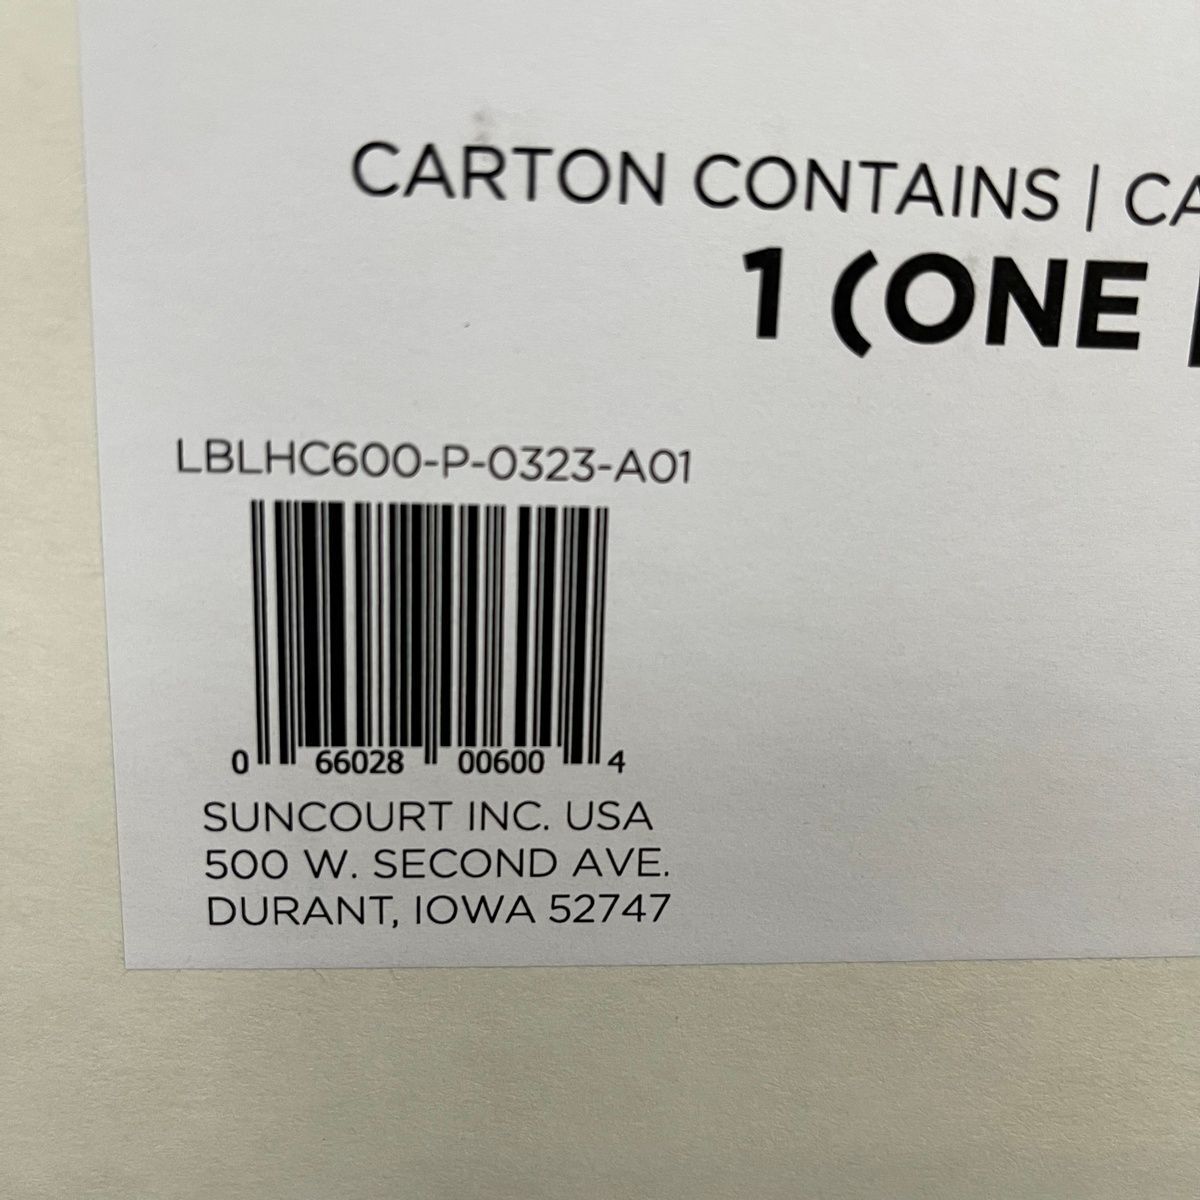 CARTON CONTAINS | CA
1 (ONE
LBLHC600-P-0323-A01
0 66028 00600 4
SUNCOURT INC. USA
500 W. SECOND AVE.
DURANT, IOWA 52747